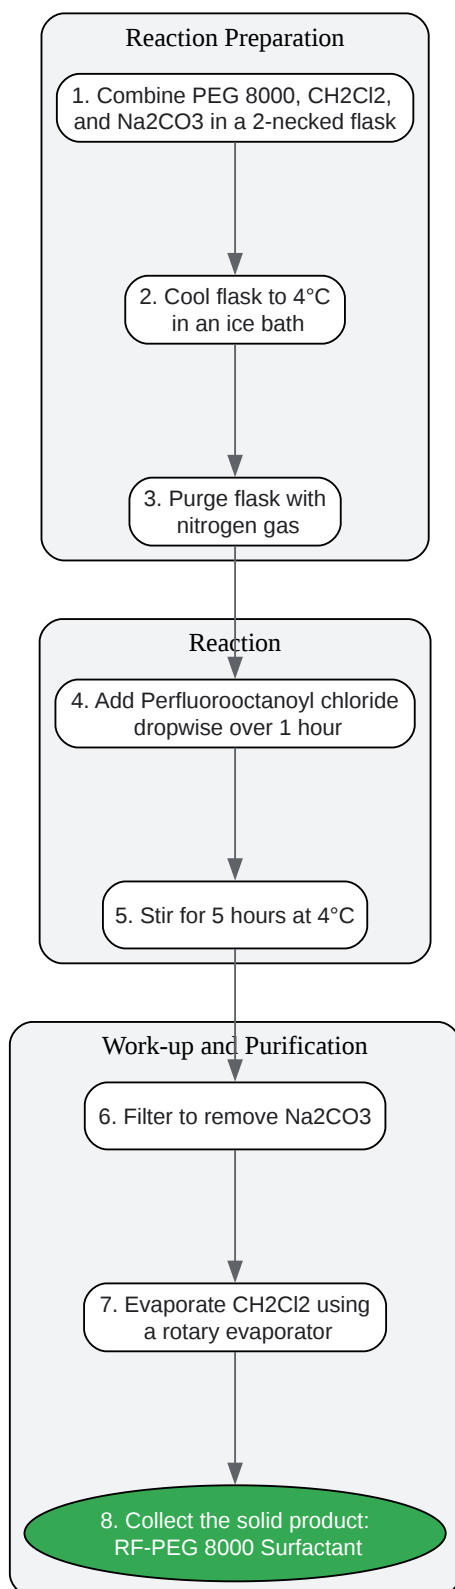 Reaction Preparation
1. Combine PEG 8000, CH2Cl2,
and Na2CO3 in a 2-necked flask
2. Cool flask to 4°C
in an ice bath
3. Purge flask with
nitrogen gas
Reaction
4. Add Perfluorooctanoyl chloride
dropwise over 1 hour
5. Stir for 5 hours at 4°C
Work-up and Purification
6. Filter to remove Na2CO3
7. Evaporate CH2Cl2 using
a rotary evaporator
8. Collect the solid product:
RF-PEG 8000 Surfactant